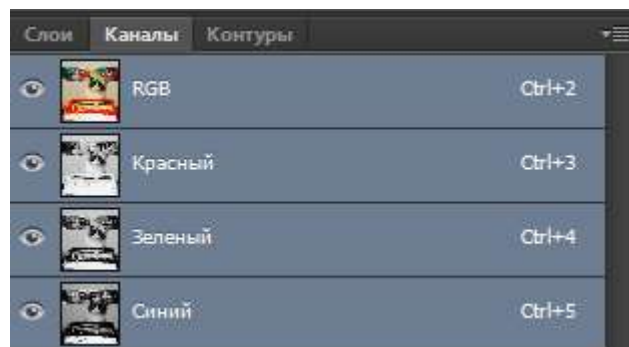 Слои Каналы Контуры
RGB Ctrl+2
Красный Ctrl+3
Зеленый Ctrl+4
Синий Ctrl+5